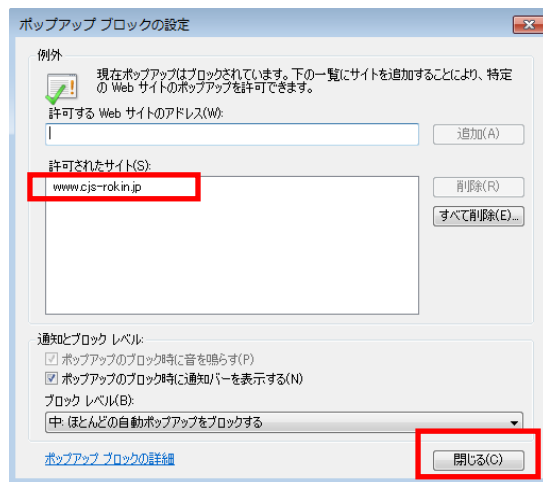 ポップアップ ブロックの設定
例外
現在ポップアップはブロックされています。下の一覧にサイトを追加することにより、特定
の Web サイトのポップアップを許可できます。
許可する Web サイトのアドレス(W):
追加(A)
許可されたサイト(S):
www.cjs-rokin.jp
削除(R)
すべて削除(E)...
通知とブロック レベル:
ポップアップのブロック時に音を鳴らす(P)
ポップアップのブロック時に通知バーを表示する(N)
ブロック レベル(B):
中: ほとんどの自動ポップアップをブロックする
ポップアップ ブロックの詳細
閉じる(C)